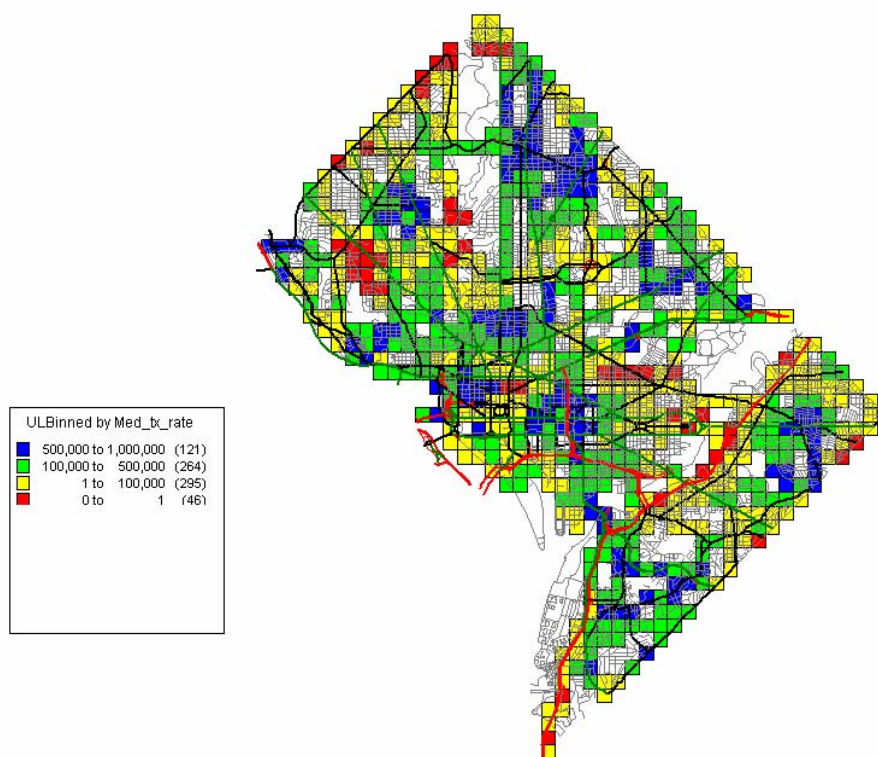 ULBinned by Med_tx_rate
500,000 to 1,000,000 (121)
100,000 to 500,000 (264)
1 to 100,000 (295)
0 to 1 (46)